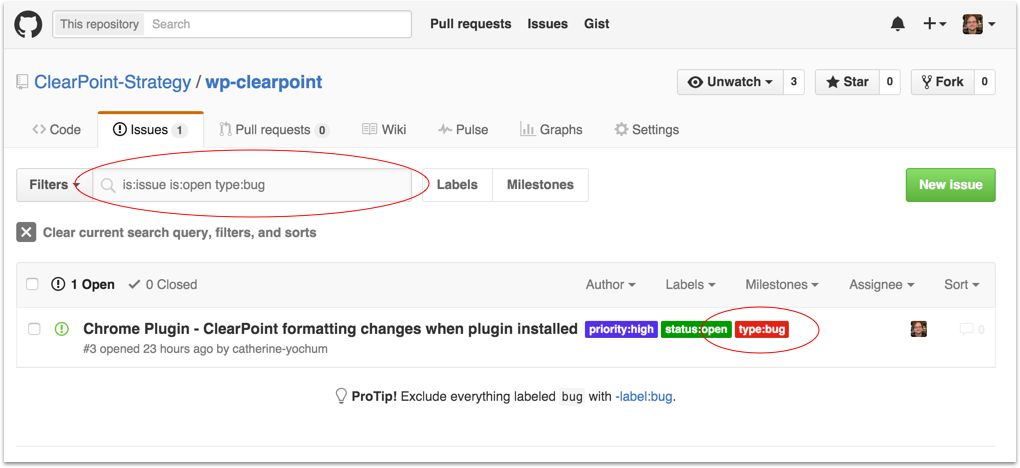 This repository Search Pull requests Issues Gist
ClearPoint-Strategy / wp-clearpoint Unwatch 3 Star 0 Fork 0
Code Issues 1 Pull requests 0 Wiki Pulse Graphs Settings
Filters is:issue is:open type:bug Labels Milestones New issue
Clear current search query, filters, and sorts
1 Open 0 Closed Author Labels Milestones Assignee Sort
Chrome Plugin - ClearPoint formatting changes when plugin installed priority:high status:open type:bug 0
#3 opened 23 hours ago by catherine-yochum
ProTip! Exclude everything labeled bug with -label:bug.